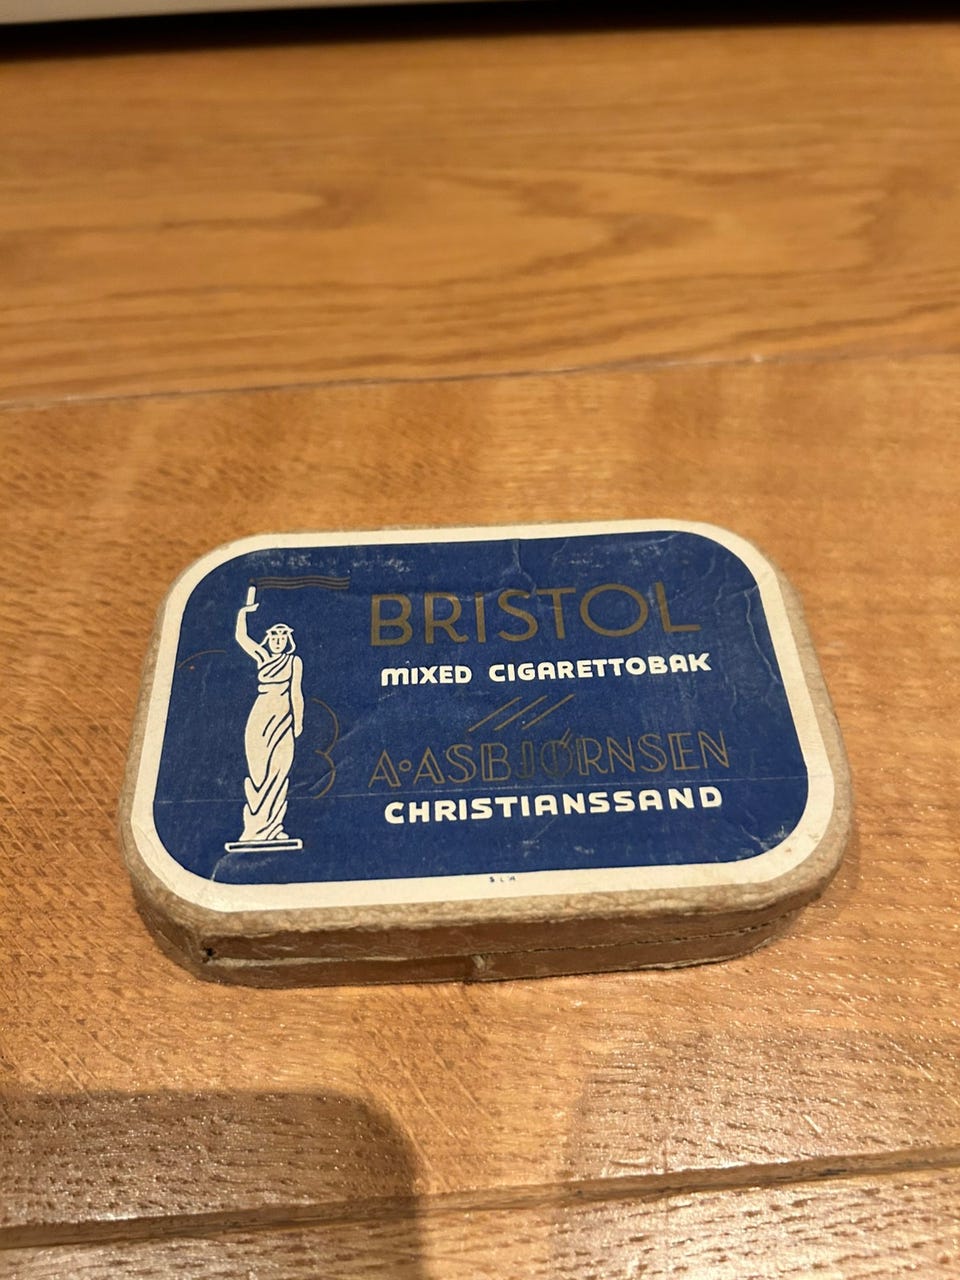 BRISTOL
MIXED CIGARETTOBAK
A•ASBJØRNSEN
CHRISTIANSSAND